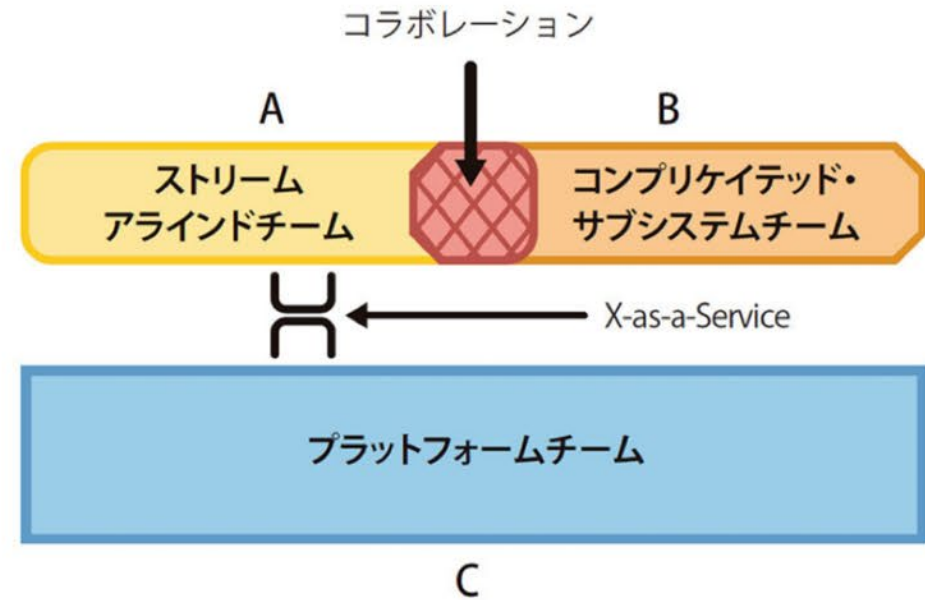 コラボレーション
A
B
ストリーム
アラインドチーム
コンプリケイテッド・
サブシステムチーム
X-as-a-Service
プラットフォームチーム
C